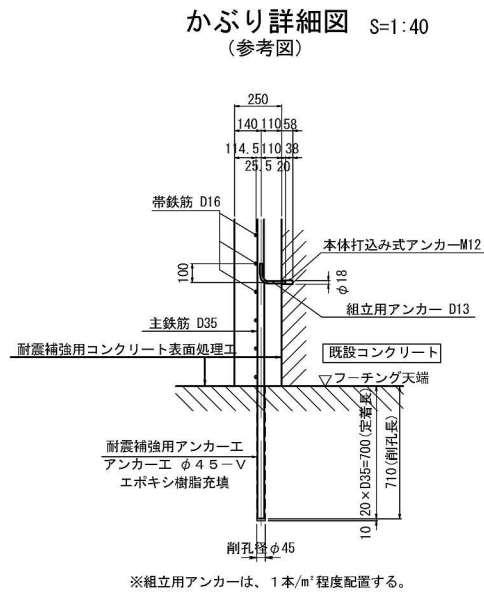 かぶり詳細図 S=1:40
(参考図)
250
140 110 58
114.5 110 38
25.5 20
帯鉄筋 D16
本体打込み式アンカーM12
100
φ18
組立用アンカー D13
主鉄筋 D35
耐震補強用コンクリート表面処理工
既設コンクリート
フーチング天端
20×D35=700(定着長)
710(削孔長)
10
耐震補強用アンカー工
アンカー工 φ45-V
エポキシ樹脂充填
削孔径φ45
※組立用アンカーは、1本/㎡程度配置する。